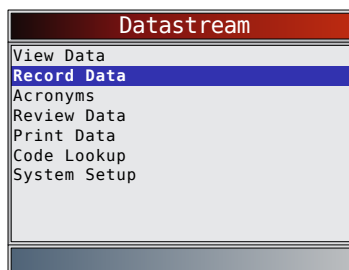 Datastream
View Data
Record Data
Acronyms
Review Data
Print Data
Code Lookup
System Setup